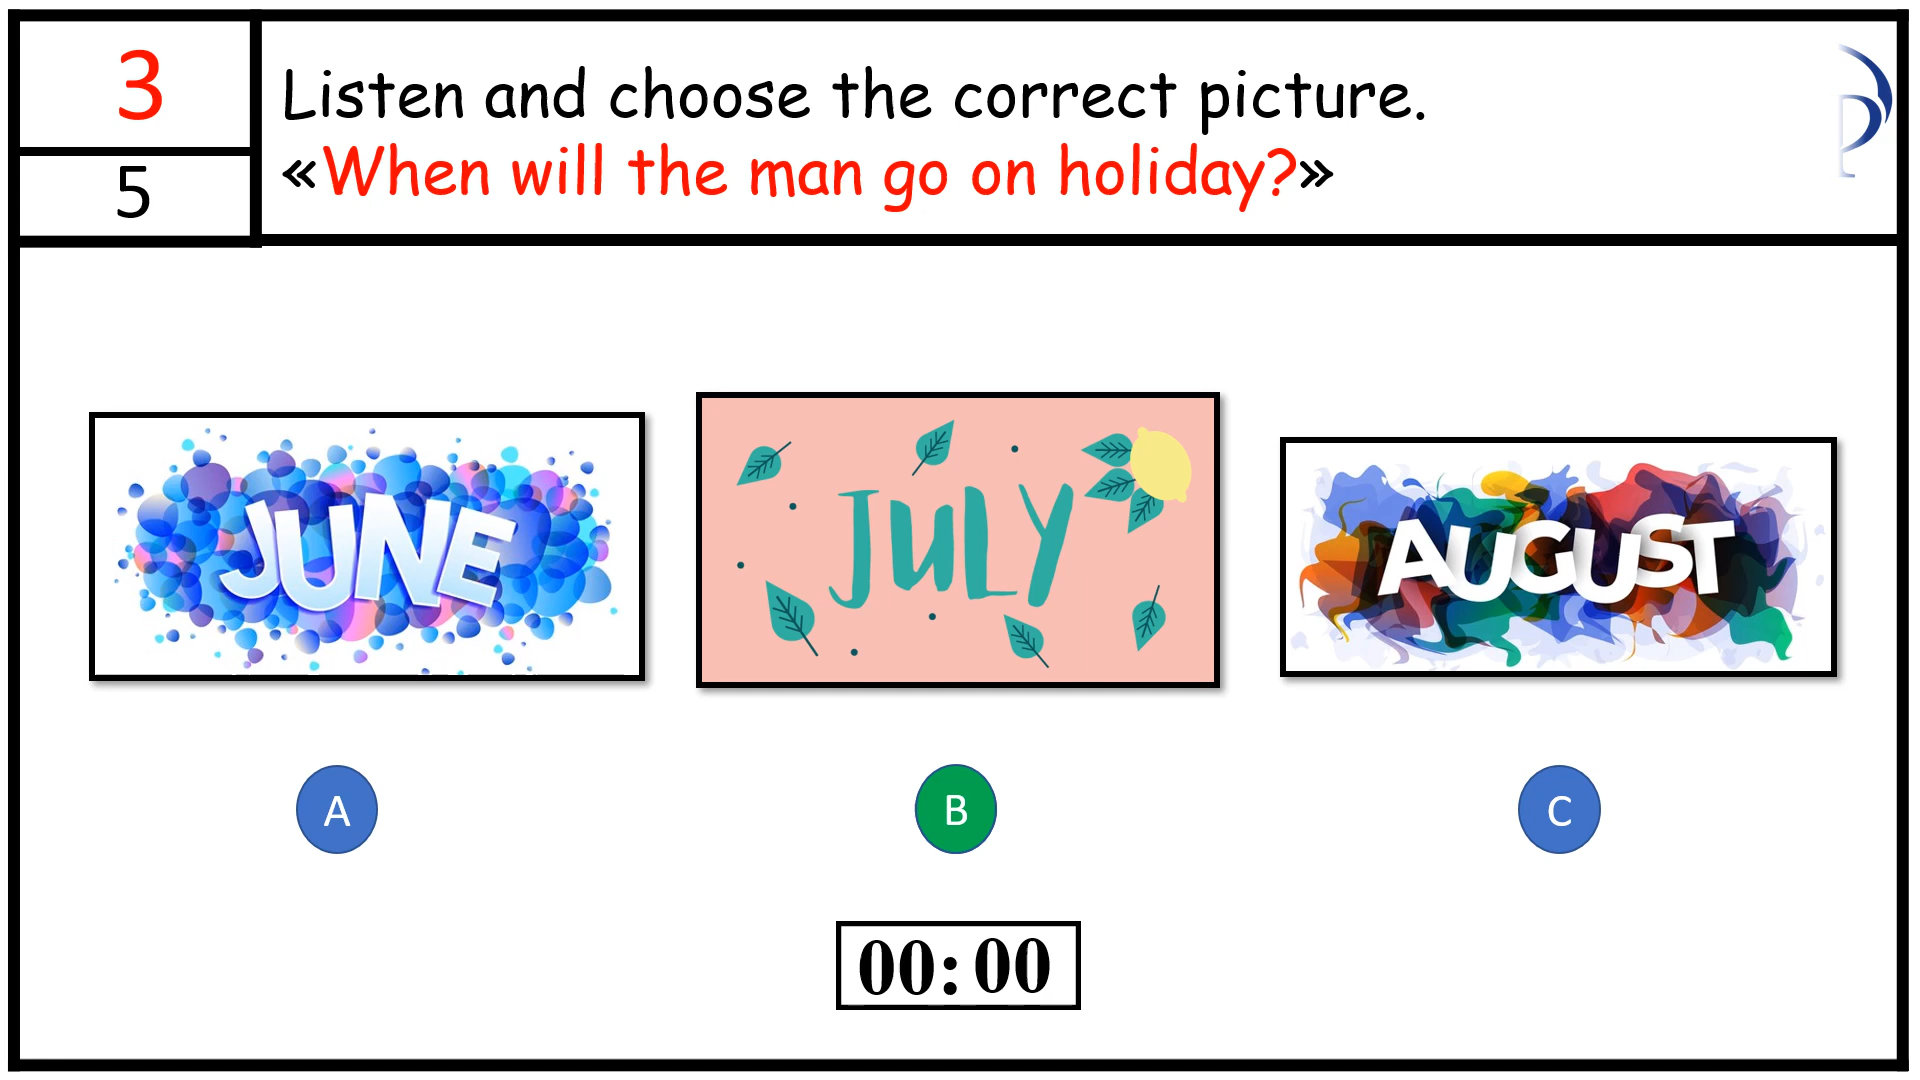 3
5
Listen and choose the correct picture.
«When will the man go on holiday?»
JUNE
JULY
AUGUST
A
B
C
00:00